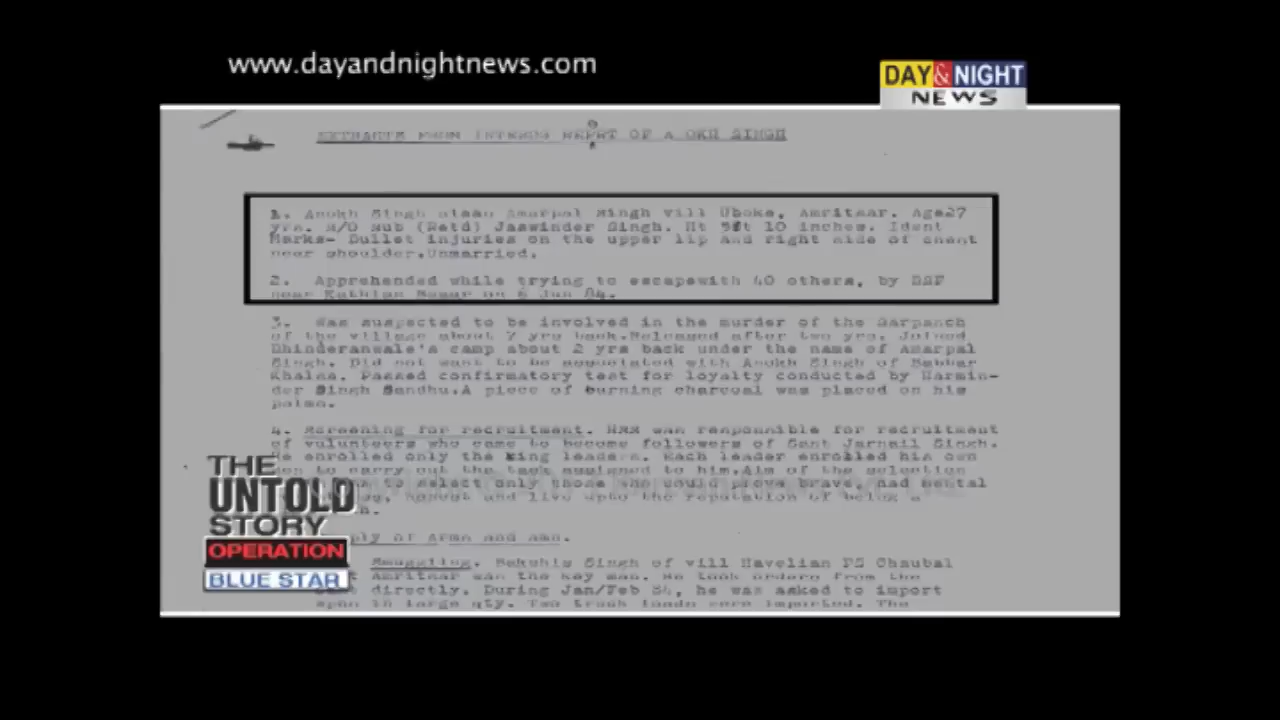 www.dayandnightnews.com
DAY & NIGHT
NEWS
FROM INTEROG REPRT OF A OKH SINGH
1. Anokh Singh Amarpal Singh vill Uboke, Amritsar. Age27
yrs. S/O Sub (Retd) Jaswinder Singh. Ht 10 inches. Ident
Marks- Bullet injuries on the upper lip and right side of chest
near shoulder.Unmarried.
2. Apprehended while trying to escapewith 40 others, by BSF
near on 6 Jun 84.
3. Was suspected to be involved in the murder of the Sarpanch
of the village about 7 yrs back.Released after two yrs. Joined
Bhinderanwale's camp about 2 yrs back under the name of Amarpal
Singh. Did not want to be associated with Anokh Singh of Babbar
Khalsa. Passed confirmatory test for loyalty conducted by Harmin-
der Singh Sandhu.A piece of burning charcoal was placed on his
palms.
4. Screening for recruitment. was responsible for recruitment
of volunteers who came to become followers of Sant Jarnail Singh.
He enrolled only the leaders. Each leader enrolled his own
to carry out the task assigned to him.Aim of the selection
to select only those who would prove brave, had mental
honest and live upto the reputation of being a
of Arms and amn.
Smuggling. Singh of vill Havelian PS
Amritsar was the key man. He took orders from the
directly. During Jan/Feb 84, he was asked to import
in large qty. Two truck loads were imported. The
THE
UNTOLD
STORY
OPERATION
BLUE STAR